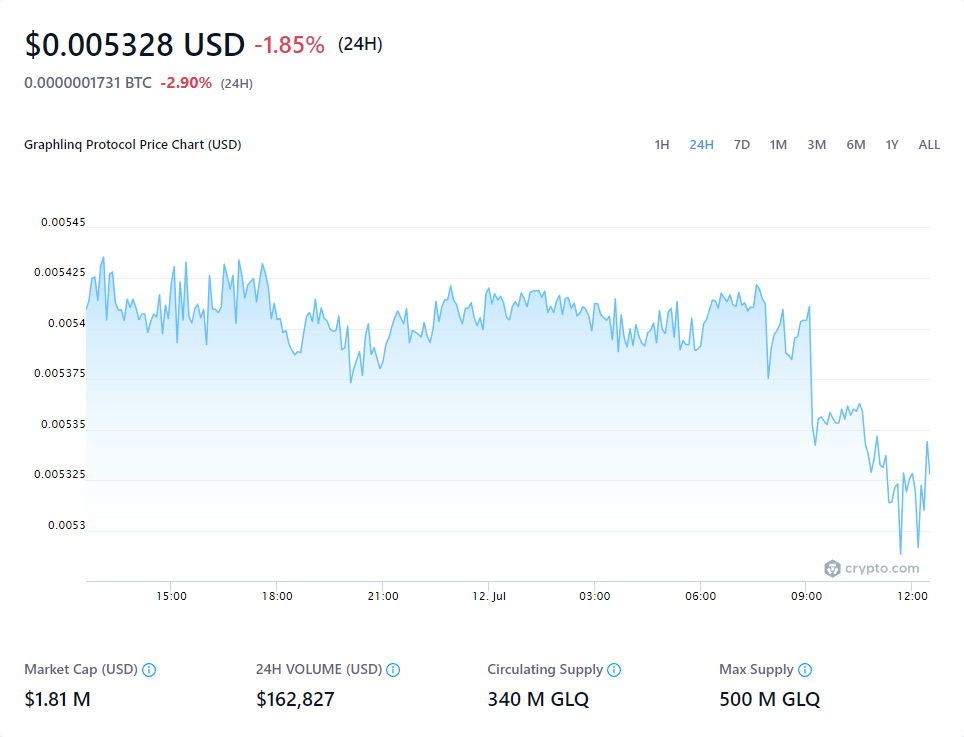 $0.005328 USD -1.85% (24H)
0.0000001731 BTC -2.90% (24H)
Graphlinq Protocol Price Chart (USD) 1H 24H 7D 1M 3M 6M 1Y ALL
0.00545
0.005425
0.0054
0.005375
0.00535
0.005325
0.0053
crypto.com
15:00 18:00 21:00 12. Jul 03:00 06:00 09:00 12:00
Market Cap (USD) 24H VOLUME (USD) Circulating Supply Max Supply
$1.81 M $162,827 340 M GLQ 500 M GLQ